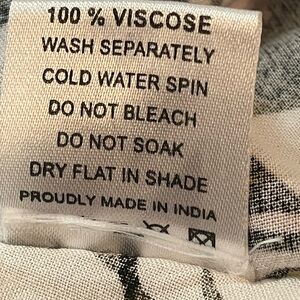 100 % VISCOSE
WASH SEPARATELY
COLD WATER SPIN
DO NOT BLEACH
DO NOT SOAK
DRY FLAT IN SHADE
PROUDLY MADE IN INDIA